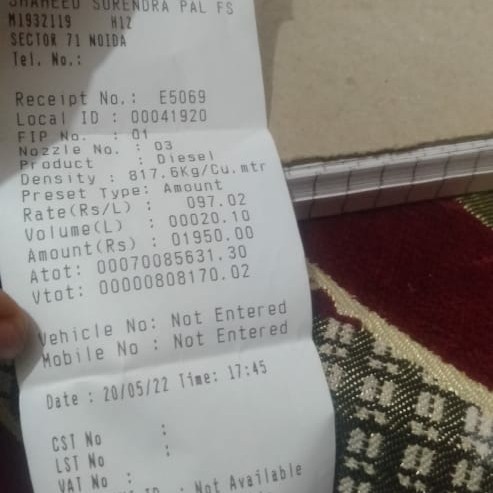 SHAHEED SURENDRA PAL FS
M1932119 H12
SECTOR 71 NOIDA
Tel. No.:
Receipt No.: E5069
Local ID : 00041920
FIP No. : 01
Nozzle No. : 03
Product : Diesel
Density : 817.6Kg/Cu.mtr
Preset Type: Amount
Rate(Rs/L) : 097.02
Volume(L) : 00020.10
Amount(Rs) : 01950.00
Atot: 00070085631.30
Vtot: 00000808170.02
Vehicle No: Not Entered
Mobile No : Not Entered
Date : 20/05/22 Time: 17:45
CST No :
LST No :
VAT No :
: Not Available